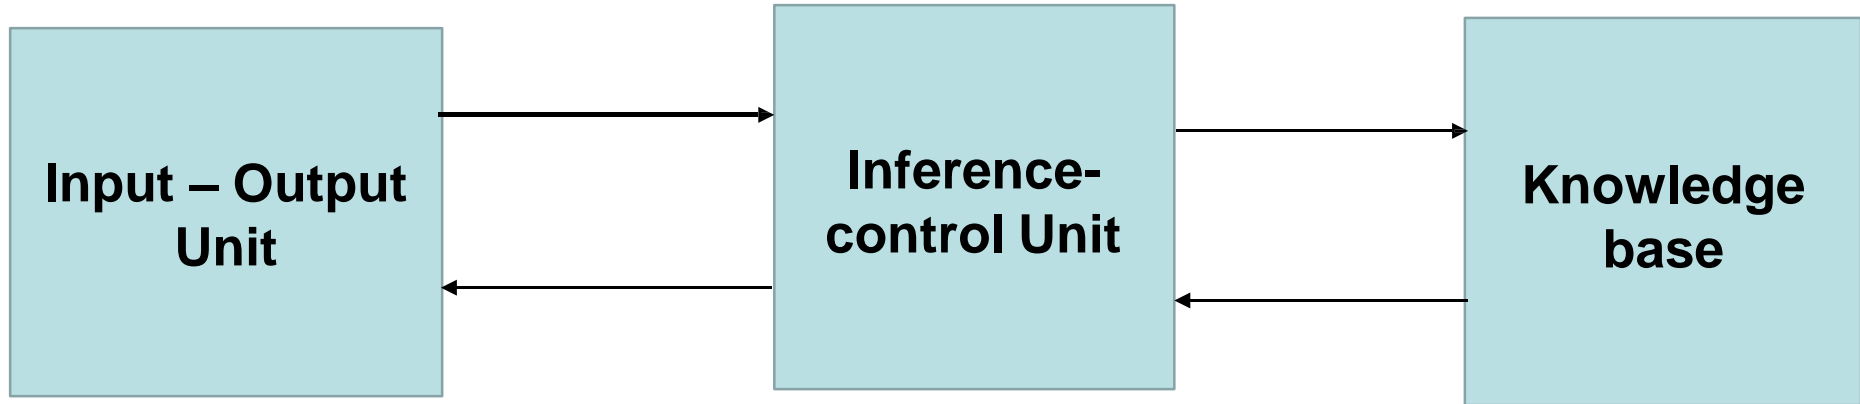 Input – Output
Unit
Inference-
control Unit
Knowledge
base